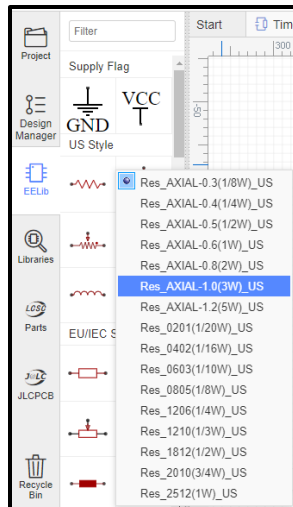 Filter
Start
Tim
Project
300
Supply Flag
-50
GND
VCC
Design
Manager
US Style
EELib
Res_AXIAL-0.3(1/8W)_US
Res_AXIAL-0.4(1/4W)_US
Res_AXIAL-0.5(1/2W)_US
Res_AXIAL-0.6(1W)_US
Res_AXIAL-0.8(2W)_US
Res_AXIAL-1.0(3W)_US
Res_AXIAL-1.2(5W)_US
Res_0201(1/20W)_US
Res_0402(1/16W)_US
Res_0603(1/10W)_US
Res_0805(1/8W)_US
Res_1206(1/4W)_US
Res_1210(1/3W)_US
Res_1812(1/2W)_US
Res_2010(3/4W)_US
Res_2512(1W)_US
Libraries
LCSC
Parts
EU/IEC S
JLC
JLCPCB
Recycle
Bin